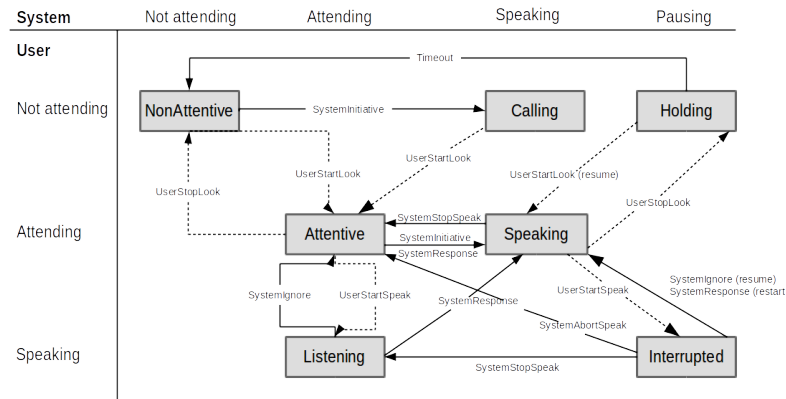 System Not attending Attending Speaking Pausing
User
Timeout
Not attending NonAttentive SystemInitiative Calling Holding
UserStartLook
UserStartLook UserStartLook (resume)
UserStopLook
UserStopLook
Attending Attentive SystemStopSpeak Speaking
SystemInitiative
SystemResponse
SystemIgnore (resume)
UserStartSpeak SystemResponse (restart
SystemIgnore UserStartSpeak SystemResponse
SystemAbortSpeak
Speaking Listening Interrupted
SystemStopSpeak